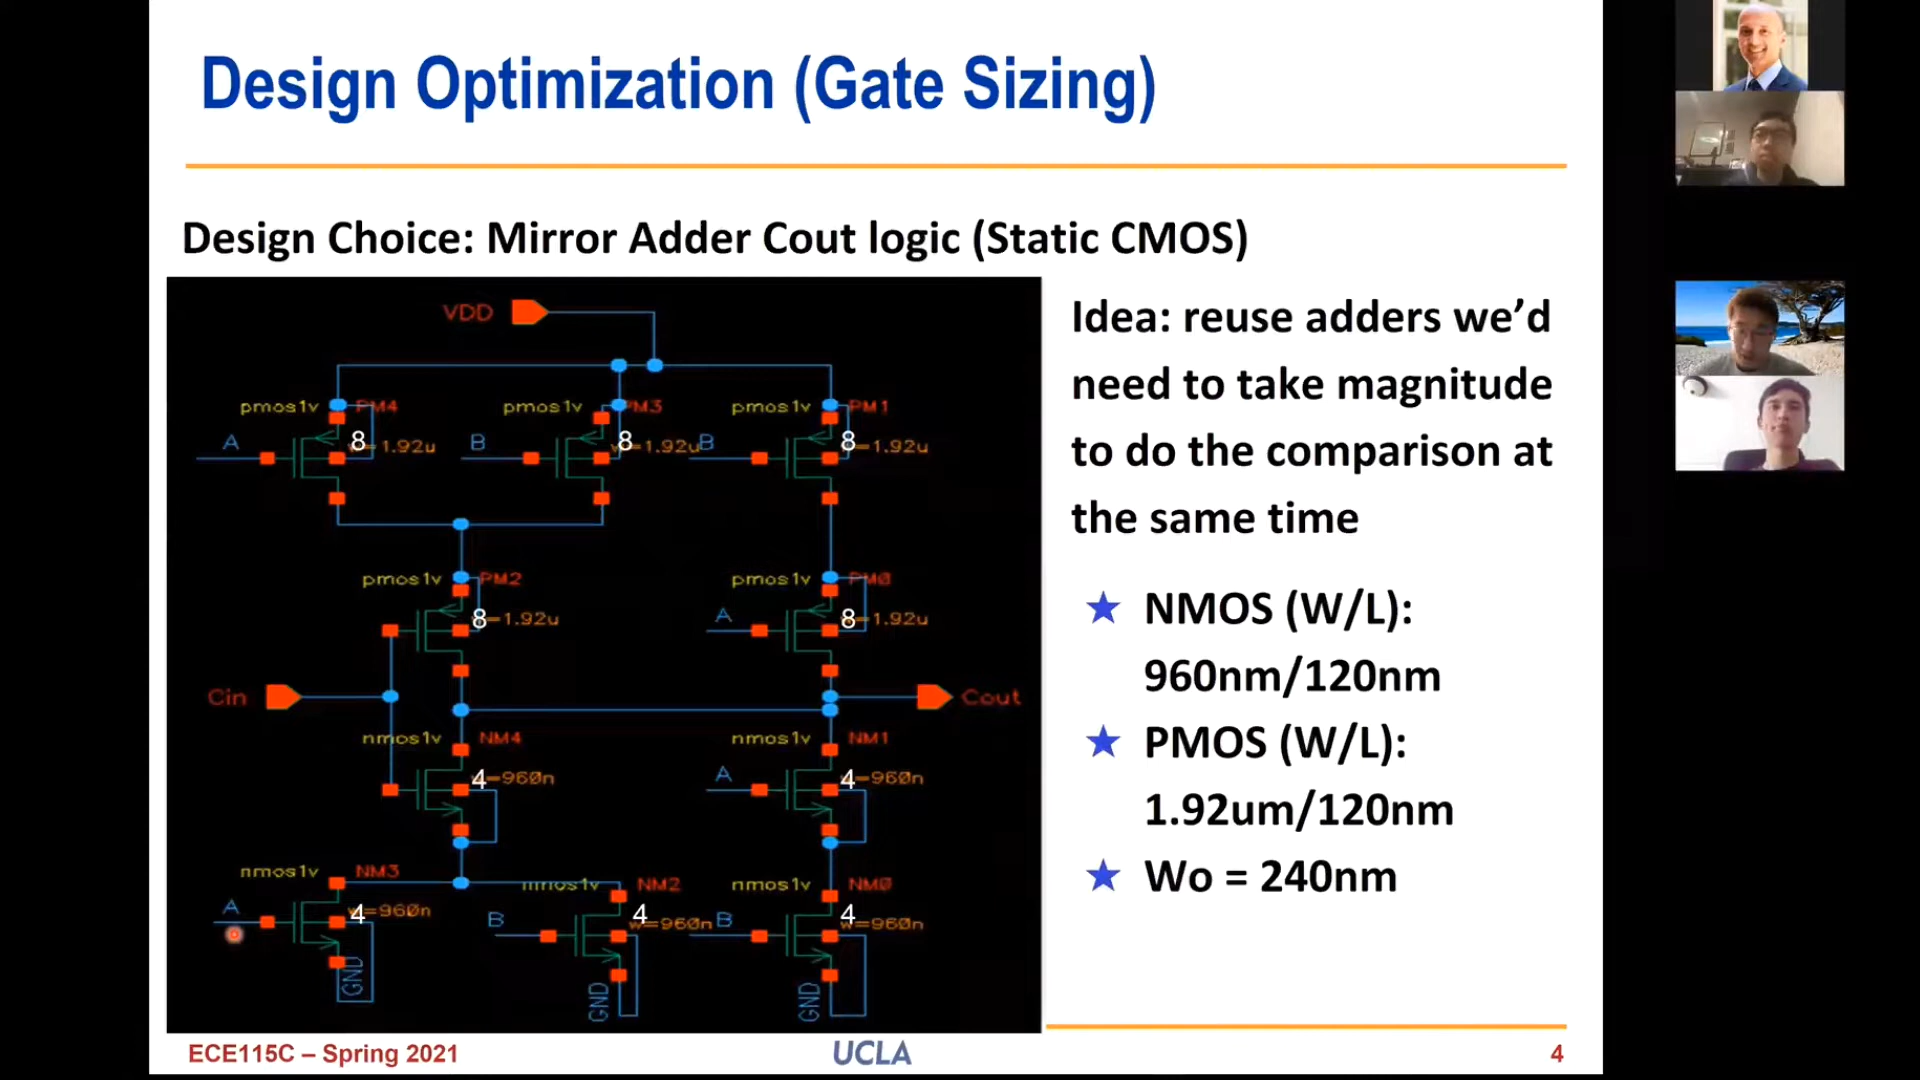 Design Optimization (Gate Sizing)
Design Choice: Mirror Adder Cout logic (Static CMOS)
VDD
pmos1v PM4 pmos1v PM3 pmos1v PM1
A 8 =1.92u B 8 =1.92u B 8 =1.92u
pmos1v PM2 pmos1v PM0
8 =1.92u A 8 =1.92u
Cin Cout
nmos1v NM4 nmos1v NM1
4 =960n A 4 =960n
nmos1v NM3 nmos1v NM2 nmos1v NM0
A 4 w=960n B 4 w=960n B 4 =960n
GND GND GND
Idea: reuse adders we’d
need to take magnitude
to do the comparison at
the same time
★ NMOS (W/L):
960nm/120nm
★ PMOS (W/L):
1.92um/120nm
★ Wo = 240nm
ECE115C – Spring 2021 UCLA 4